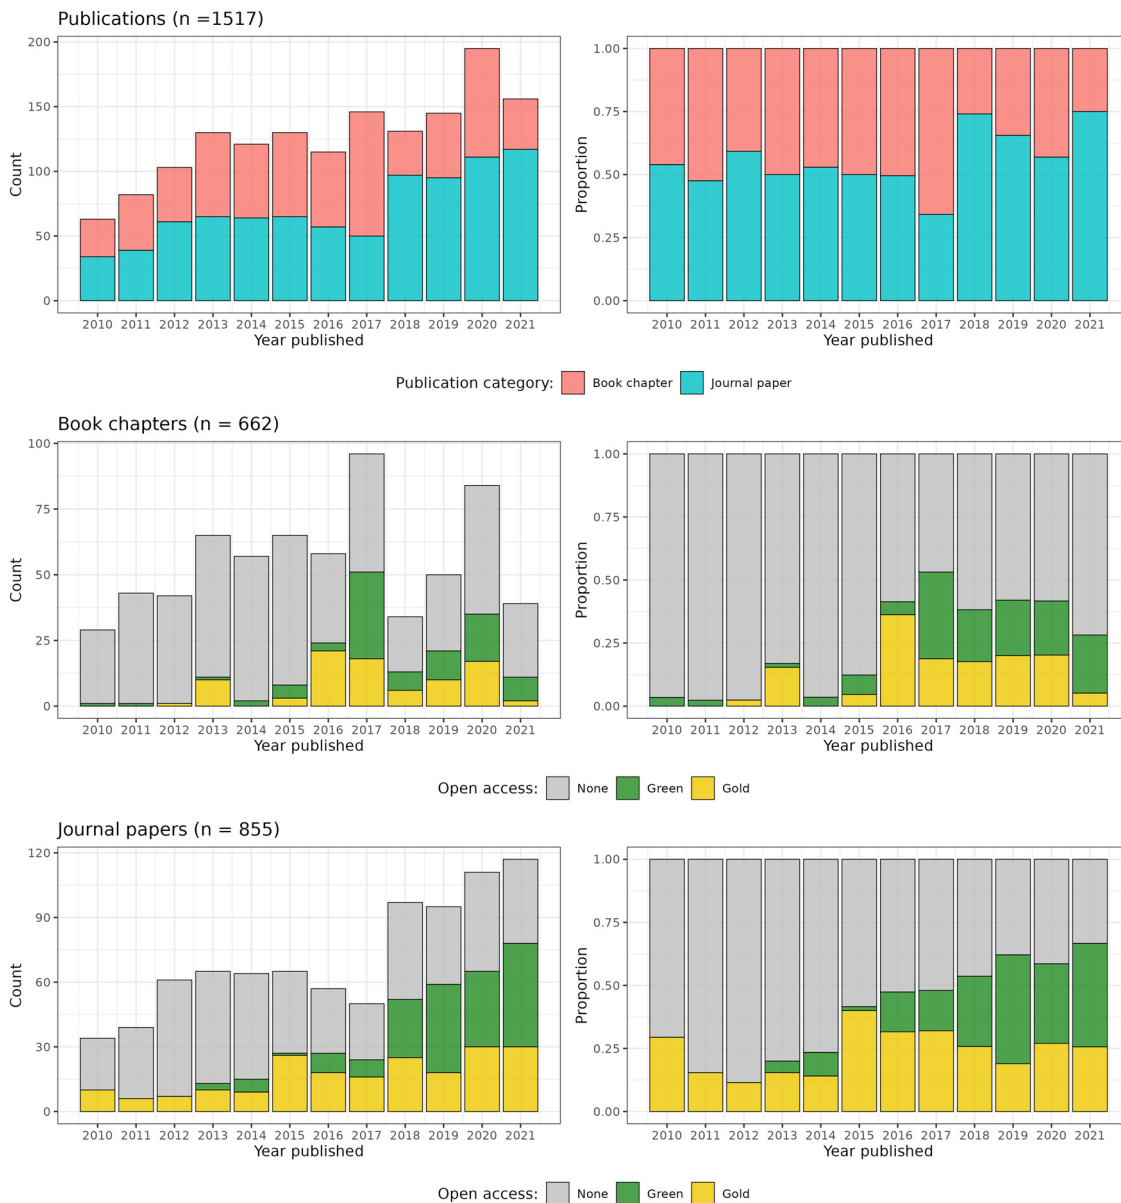 Publications (n =1517)
Count
200
150
100
50
0
2010 2011 2012 2013 2014 2015 2016 2017 2018 2019 2020 2021
Year published
Proportion
1.00
0.75
0.50
0.25
0.00
2010 2011 2012 2013 2014 2015 2016 2017 2018 2019 2020 2021
Year published
Publication category: Book chapter Journal paper
Book chapters (n = 662)
Count
100
75
50
25
0
2010 2011 2012 2013 2014 2015 2016 2017 2018 2019 2020 2021
Year published
Proportion
1.00
0.75
0.50
0.25
0.00
2010 2011 2012 2013 2014 2015 2016 2017 2018 2019 2020 2021
Year published
Open access: None Green Gold
Journal papers (n = 855)
Count
120
90
60
30
0
2010 2011 2012 2013 2014 2015 2016 2017 2018 2019 2020 2021
Year published
Proportion
1.00
0.75
0.50
0.25
0.00
2010 2011 2012 2013 2014 2015 2016 2017 2018 2019 2020 2021
Year published
Open access: None Green Gold